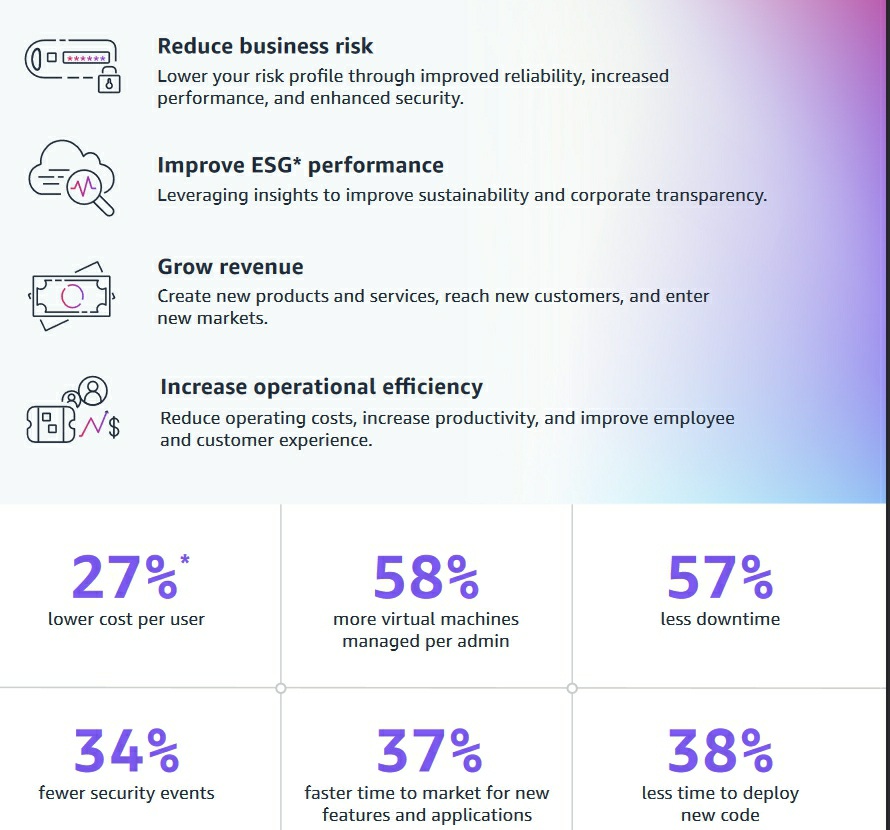 Reduce business risk
Lower your risk profile through improved reliability, increased
performance, and enhanced security.
******
Improve ESG* performance
Leveraging insights to improve sustainability and corporate transparency.
Grow revenue
Create new products and services, reach new customers, and enter
new markets.
Increase operational efficiency
Reduce operating costs, increase productivity, and improve employee
and customer experience.
$
27%*
lower cost per user
58%
more virtual machines
managed per admin
57%
less downtime
34%
fewer security events
37%
faster time to market for new
features and applications
38%
less time to deploy
new code